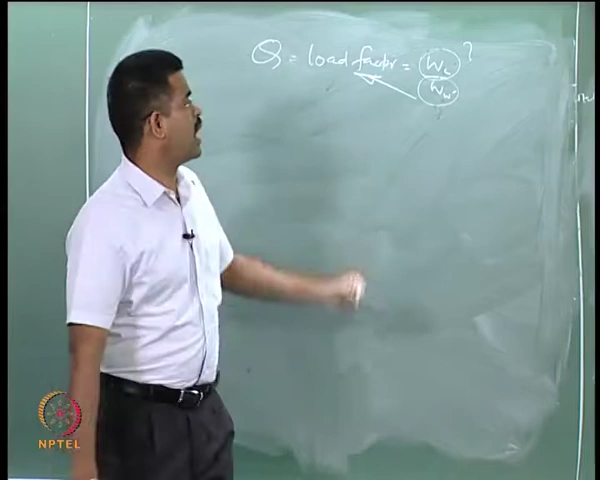 Q = load factor = Wc ?
Ww
NPTEL